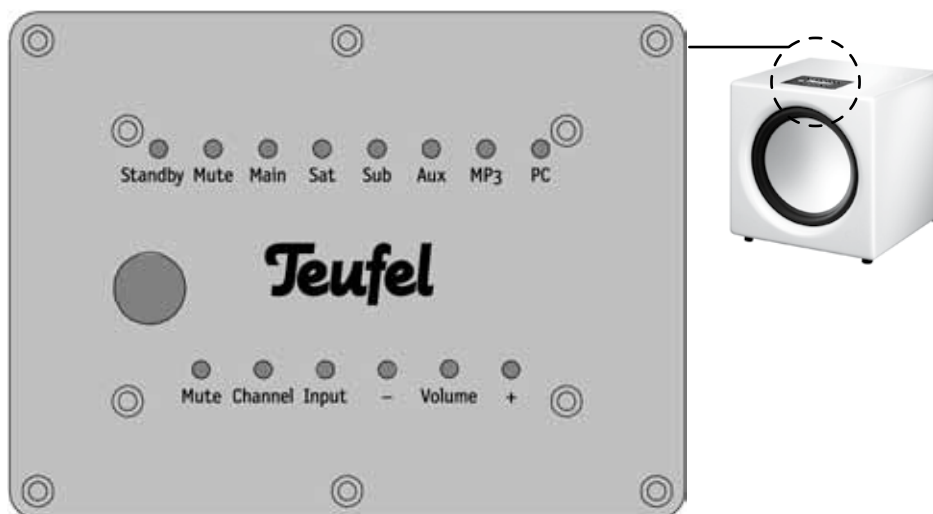 Standby Mute Main Sat Sub Aux MP3 PC
Teufel
Mute Channel Input – Volume +